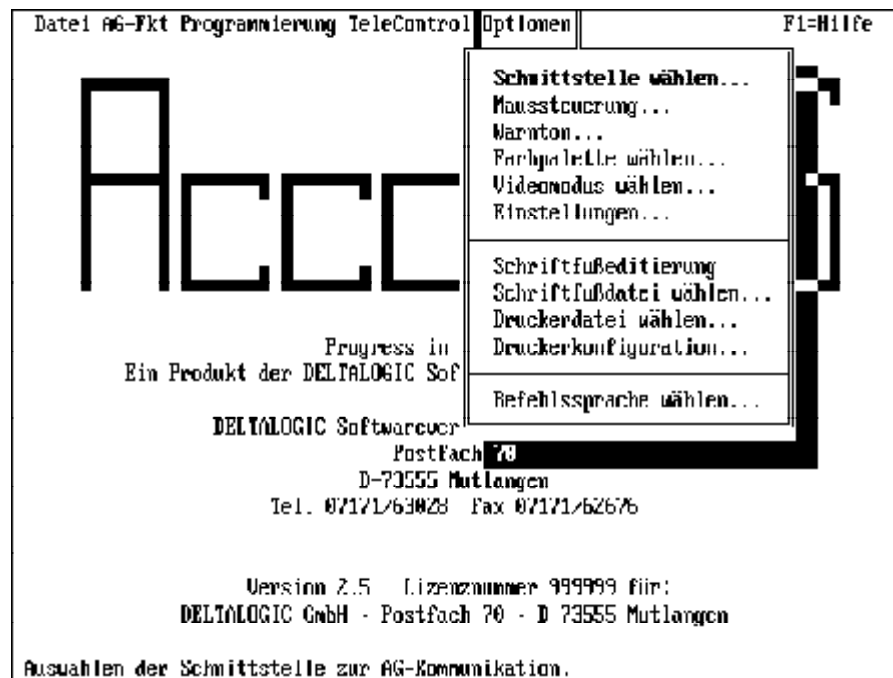 Datei AG-Fkt Programmierung TeleControl Optionen F1=Hilfe
Schnittstelle wählen...
Maussteuerung...
Warnton...
Farbpalette wählen...
Videomodus wählen...
Einstellungen...
Schriftfußeditierung
Schriftfußdatei wählen...
Druckerdatei wählen...
Druckerkonfiguration...
Befehlssprache wählen...
Accc
Progress in
Ein Produkt der DELTALOGIC Sof
DELTALOGIC Softwarever
Postfach 70
D-73555 Mutlangen
Tel. 07171/63028 Fax 07171/62676
Version 2.5 Lizenznummer 999999 für:
DELTALOGIC GmbH - Postfach 70 - D 73555 Mutlangen
Auswahlen der Schnittstelle zur AG-Kommunikation.